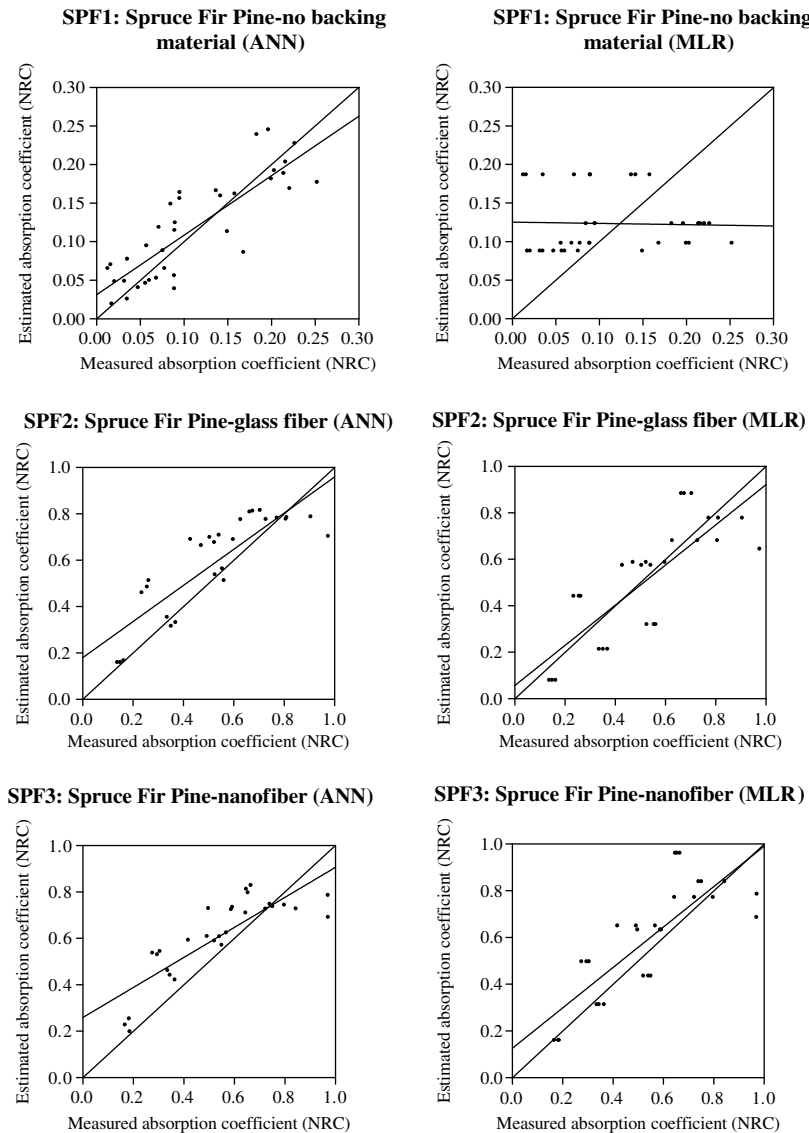 SPF1: Spruce Fir Pine-no backing
material (ANN)
Estimated absorption coefficient (NRC)
0.30
0.25
0.20
0.15
0.10
0.05
0.00
0.00 0.05 0.10 0.15 0.20 0.25 0.30
Measured absorption coefficient (NRC)
SPF1: Spruce Fir Pine-no backing
material (MLR)
Estimated absorption coefficient (NRC)
0.30
0.25
0.20
0.15
0.10
0.05
0.00
0.00 0.05 0.10 0.15 0.20 0.25 0.30
Measured absorption coefficient (NRC)
SPF2: Spruce Fir Pine-glass fiber (ANN)
Estimated absorption coefficient (NRC)
1.0
0.8
0.6
0.4
0.2
0.0
0.0 0.2 0.4 0.6 0.8 1.0
Measured absorption coefficient (NRC)
SPF2: Spruce Fir Pine-glass fiber (MLR)
Estimated absorption coefficient (NRC)
1.0
0.8
0.6
0.4
0.2
0.0
0.0 0.2 0.4 0.6 0.8 1.0
Measured absorption coefficient (NRC)
SPF3: Spruce Fir Pine-nanofiber (ANN)
Estimated absorption coefficient (NRC)
1.0
0.8
0.6
0.4
0.2
0.0
0.0 0.2 0.4 0.6 0.8 1.0
Measured absorption coefficient (NRC)
SPF3: Spruce Fir Pine-nanofiber (MLR)
Estimated absorption coefficient (NRC)
1.0
0.8
0.6
0.4
0.2
0.0
0.0 0.2 0.4 0.6 0.8 1.0
Measured absorption coefficient (NRC)